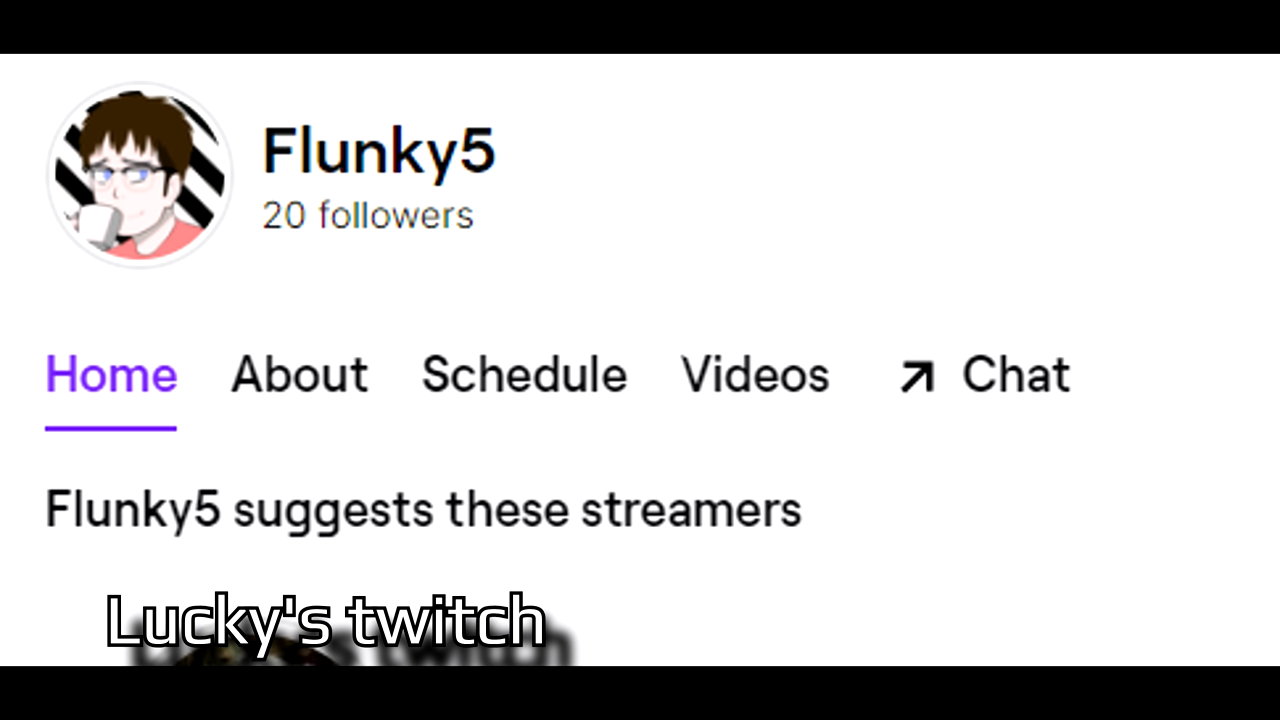 Flunky5
20 followers
Home About Schedule Videos Chat
Flunky5 suggests these streamers
Lucky's twitch